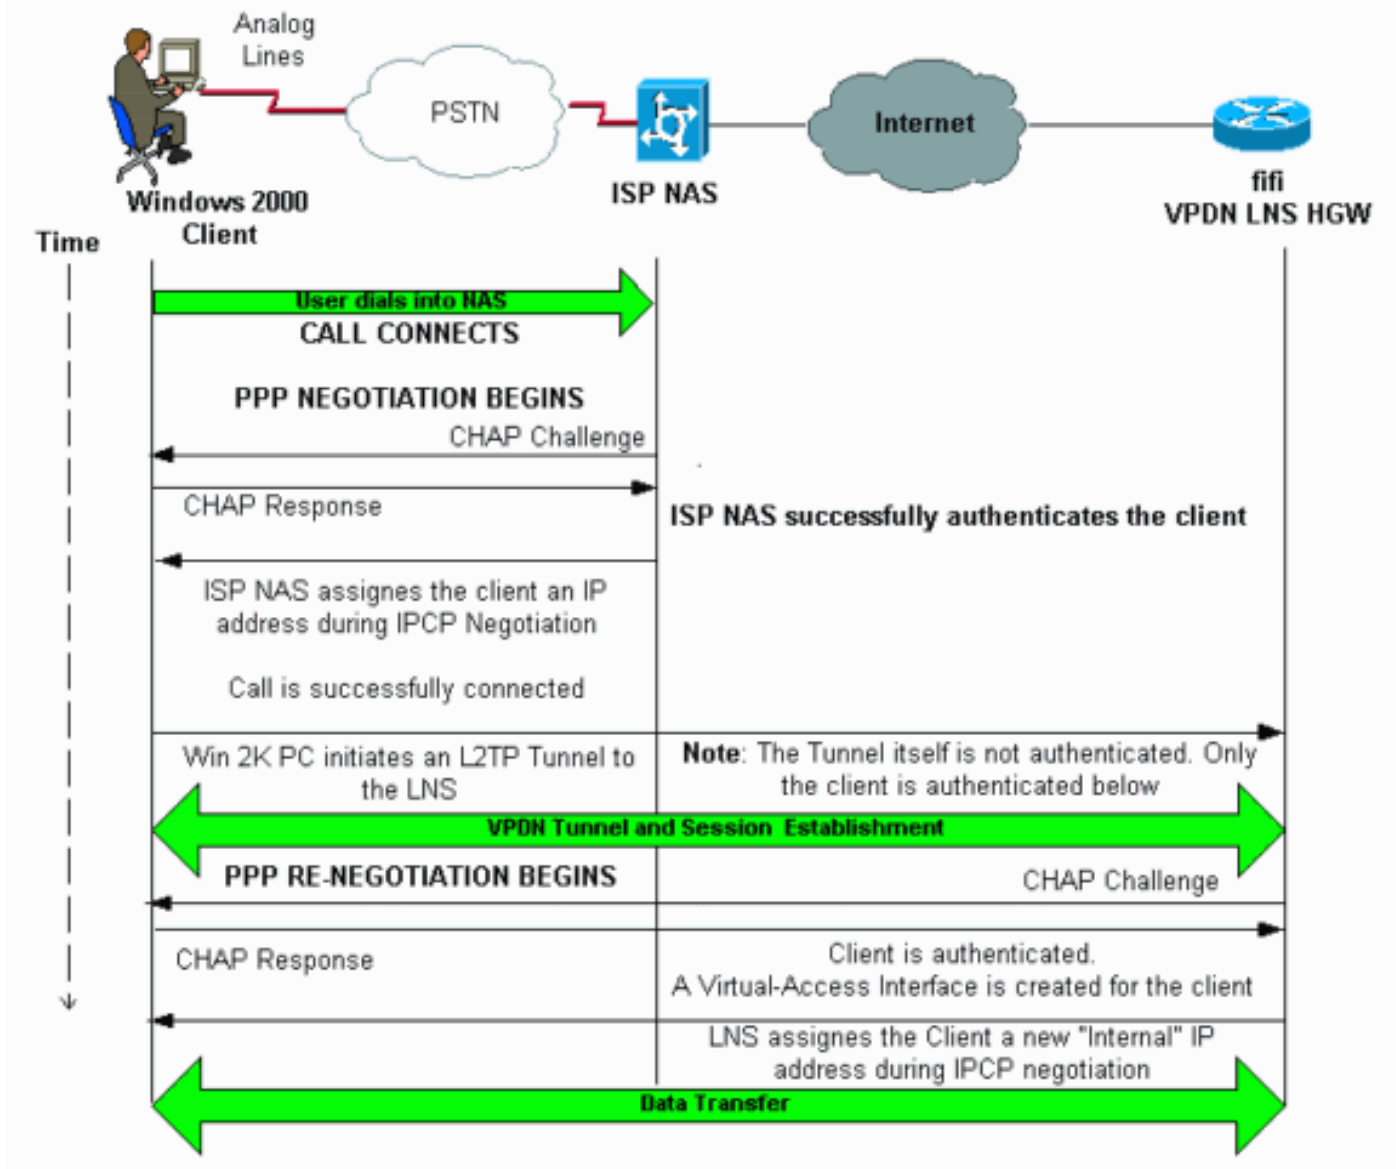 Analog
Lines
PSTN
Internet
ISP NAS
fifi
VPDN LNS HGW
Windows 2000
Client
Time
User dials into NAS
CALL CONNECTS
PPP NEGOTIATION BEGINS
CHAP Challenge
CHAP Response
ISP NAS successfully authenticates the client
ISP NAS assignes the client an IP
address during IPCP Negotiation
Call is successfully connected
Win 2K PC initiates an L2TP Tunnel to
the LNS
Note: The Tunnel itself is not authenticated. Only
the client is authenticated below
VPDN Tunnel and Session Establishment
PPP RE-NEGOTIATION BEGINS
CHAP Challenge
CHAP Response
Client is authenticated.
A Virtual-Access Interface is created for the client
LNS assignes the Client a new "Internal" IP
address during IPCP negotiation
Data Transfer